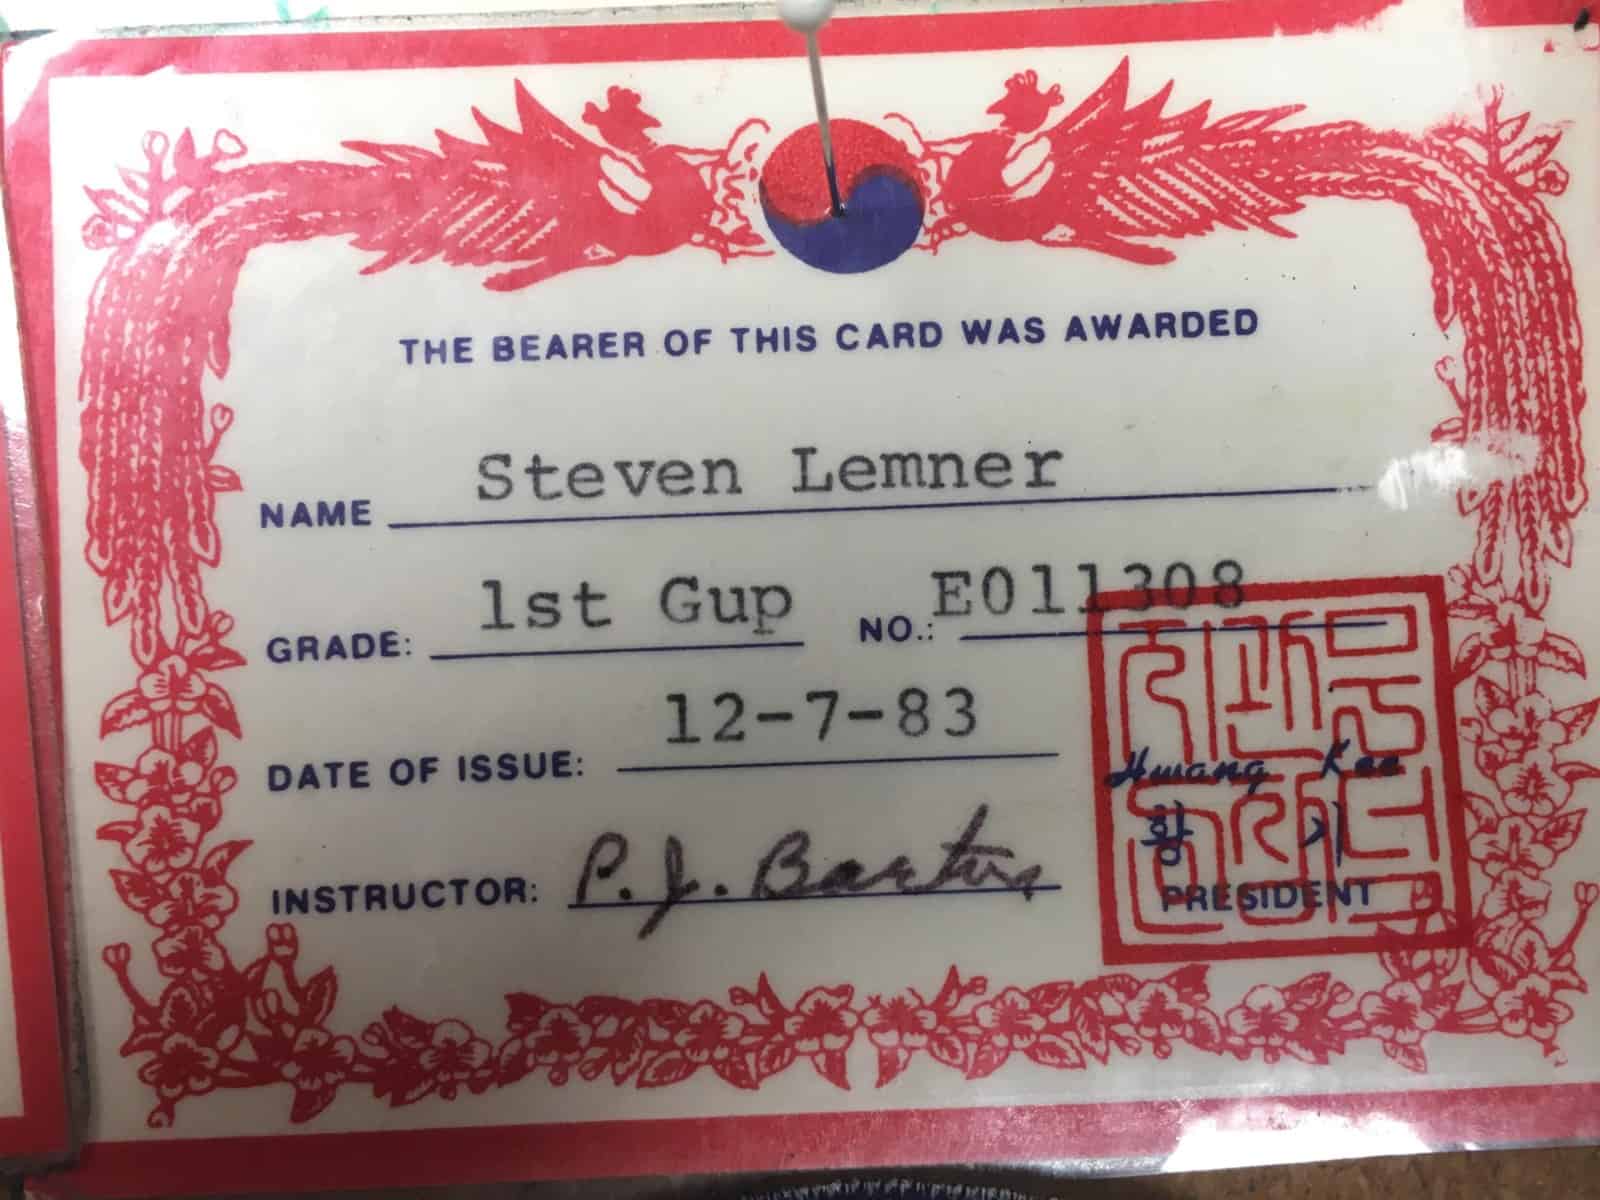 THE BEARER OF THIS CARD WAS AWARDED
NAME Steven Lemner
GRADE: 1st Gup NO.: E011308
DATE OF ISSUE: 12-7-83
Hwang Kee
황 기
INSTRUCTOR: P. J. Bartos
PRESIDENT